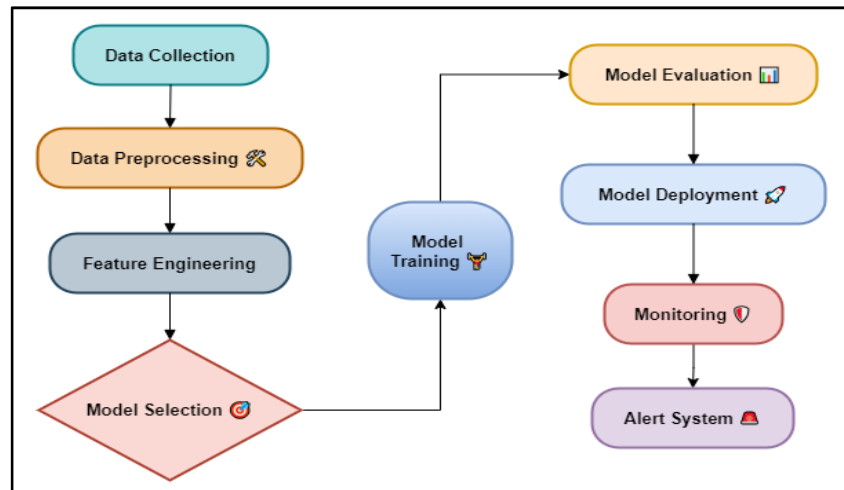 Data Collection
Data Preprocessing 🛠
Feature Engineering
Model Selection 🎯
Model
Training 🏋
Model Evaluation 📊
Model Deployment 🚀
Monitoring 🛡
Alert System 🚨